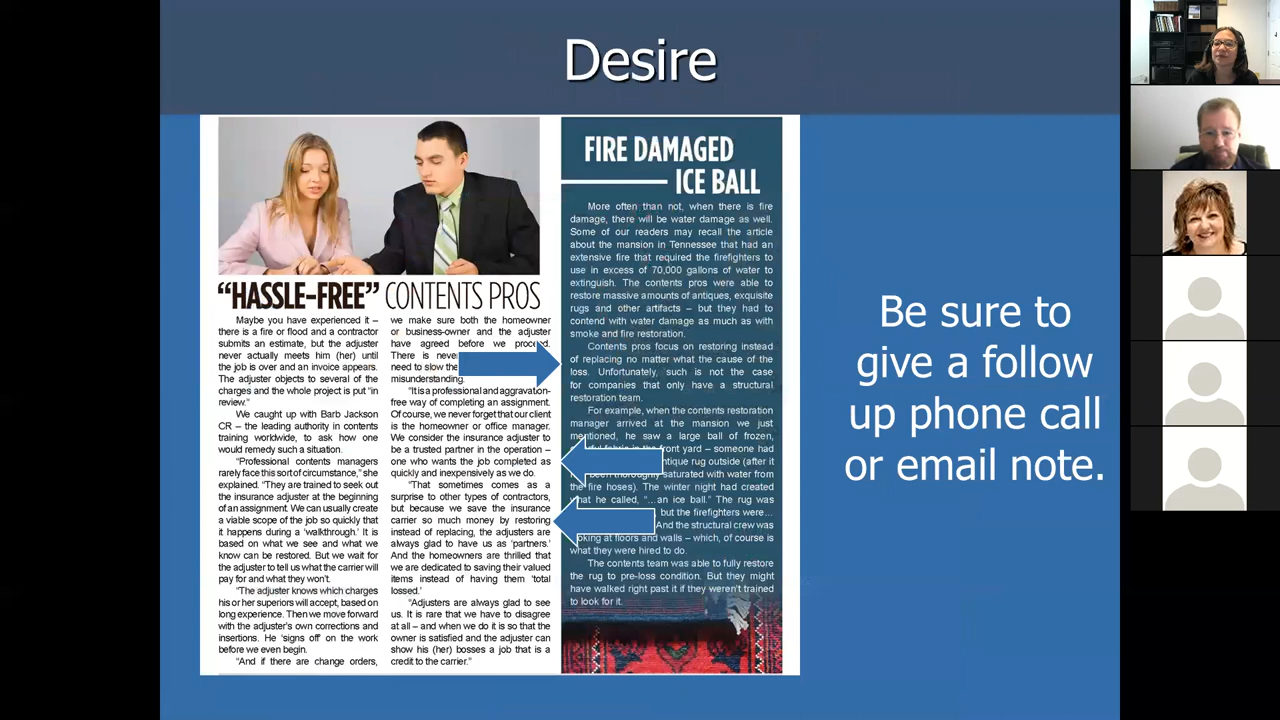 Desire
"HASSLE-FREE" CONTENTS PROS
Maybe you have experienced it –
there is a fire or flood and a contractor
submits an estimate, but the adjuster
never actually meets him (her) until
the job is over and an invoice appears.
The adjuster objects to several of the
charges and the whole project is put "in
review."
We caught up with Barb Jackson
CR – the leading authority in contents
training worldwide, to ask how one
would remedy such a situation.
"Professional contents managers
rarely face this sort of circumstance," she
explained. "They are trained to seek out
the insurance adjuster at the beginning
of an assignment. We can usually create
a viable scope of the job so quickly that
it happens during a 'walkthrough.' It is
based on what we see and what we
know can be restored. But we wait for
the adjuster to tell us what the carrier will
pay for and what they won't.
"The adjuster knows which charges
his or her superiors will accept, based on
long experience. Then we move forward
with the adjuster's own corrections and
insertions. He 'signs off' on the work
before we even begin.
"And if there are change orders,
we make sure both the homeowner
or business-owner and the adjuster
have agreed before we proceed.
There is
need to slow the
misunderstanding.
"It is a professional and aggravation-
free way of completing an assignment.
Of course, we never forget that our client
is the homeowner or office manager.
We consider the insurance adjuster to
be a trusted partner in the operation –
one who wants the job completed as
quickly and inexpensively as we do.
"That sometimes comes as a
surprise to other types of contractors,
but because we save the insurance
carrier so much money by restoring
instead of replacing, the adjusters are
always glad to have us as 'partners.'
And the homeowners are thrilled that
we are dedicated to saving their valued
items instead of having them 'total
lossed.'
"Adjusters are always glad to see
us. It is rare that we have to disagree
at all – and when we do it is so that the
owner is satisfied and the adjuster can
show his (her) bosses a job that is a
credit to the carrier."
FIRE DAMAGED
ICE BALL
More often than not, when there is fire
damage, there will be water damage as well.
Some of our readers may recall the article
about the mansion in Tennessee that had an
extensive fire that required the firefighters to
use in excess of 70,000 gallons of water to
extinguish. The contents pros were able to
restore massive amounts of antiques, exquisite
rugs and other artifacts – but they had to
contend with water damage as much as with
smoke and fire restoration.
Contents pros focus on restoring instead
of replacing no matter what the cause of the
loss. Unfortunately, such is not the case
for companies that only have a structural
restoration team.
For example, when the contents restoration
manager arrived at the mansion we just
mentioned, he saw a large ball of frozen,
fabric in the front yard – someone had
antique rug outside (after it
been thoroughly saturated with water from
the fire hoses). The winter night had created
what he called, "…an ice ball." The rug was
, but the firefighters were…
And the structural crew was
looking at floors and walls – which, of course is
what they were hired to do.
The contents team was able to fully restore
the rug to pre-loss condition. But they might
have walked right past it if they weren't trained
to look for it.
Be sure to
give a follow
up phone call
or email note.